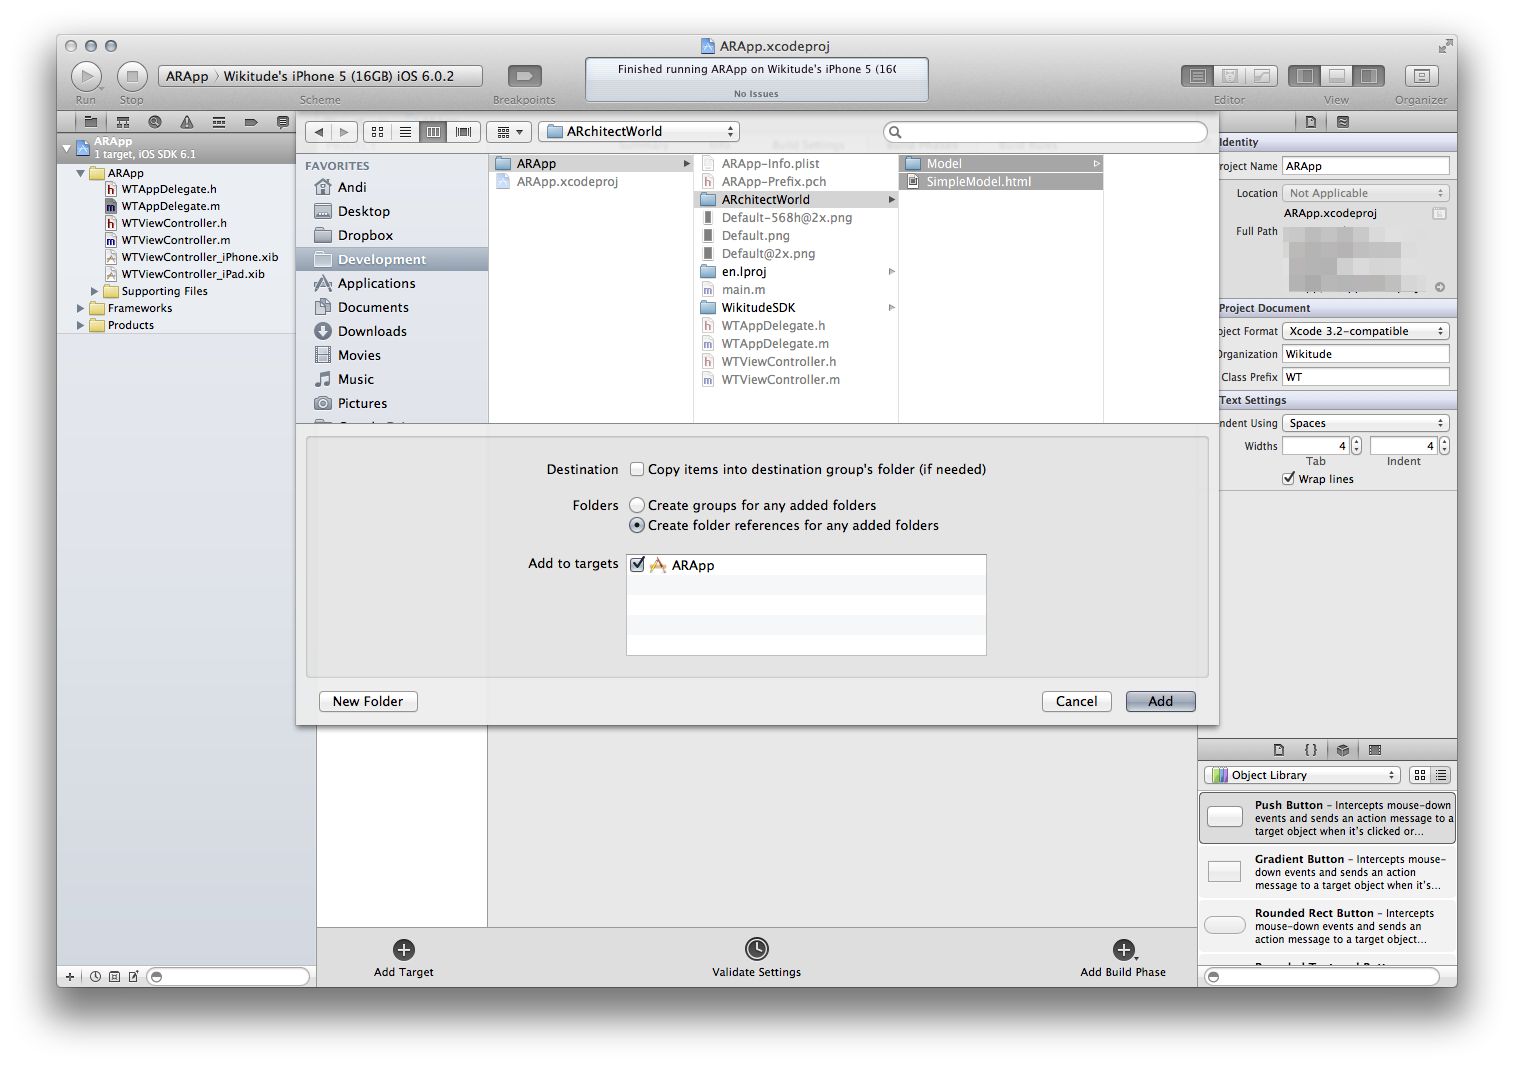 ARApp.xcodeproj
ARApp
Wikitude's iPhone 5 (16GB) iOS 6.0.2
Finished running ARApp on Wikitude's iPhone 5 (16
No Issues
Run
Stop
Scheme
Breakpoints
Editor
View
Organizer
ARApp
1 target, iOS SDK 6.1
ARApp
WTAppDelegate.h
WTAppDelegate.m
WTViewController.h
WTViewController.m
WTViewController_iPhone.xib
WTViewController_iPad.xib
Supporting Files
Frameworks
Products
ARchitectWorld
FAVORITES
Andi
Desktop
Dropbox
Development
Applications
Documents
Downloads
Movies
Music
Pictures
ARApp
ARApp.xcodeproj
ARApp-Info.plist
ARApp-Prefix.pch
ARchitectWorld
Default-568h@2x.png
Default.png
Default@2x.png
en.lproj
main.m
WikitudeSDK
WTAppDelegate.h
WTAppDelegate.m
WTViewController.h
WTViewController.m
Model
SimpleModel.html
Destination
Copy items into destination group's folder (if needed)
Folders
Create groups for any added folders
Create folder references for any added folders
Add to targets
ARApp
New Folder
Cancel
Add
Identity
roject Name
ARApp
Location
Not Applicable
ARApp.xcodeproj
Full Path
Project Document
oject Format
Xcode 3.2-compatible
Organization
Wikitude
Class Prefix
WT
Text Settings
ndent Using
Spaces
Widths
4
4
Tab
Indent
Wrap lines
{ }
Object Library
Push Button – Intercepts mouse-down
events and sends an action message to a
target object when it's clicked or...
Gradient Button – Intercepts mouse-
down events and sends an action
message to a target object when it's...
Rounded Rect Button – Intercepts
mouse-down events and sends an
action message to a target object...
Add Target
Validate Settings
Add Build Phase